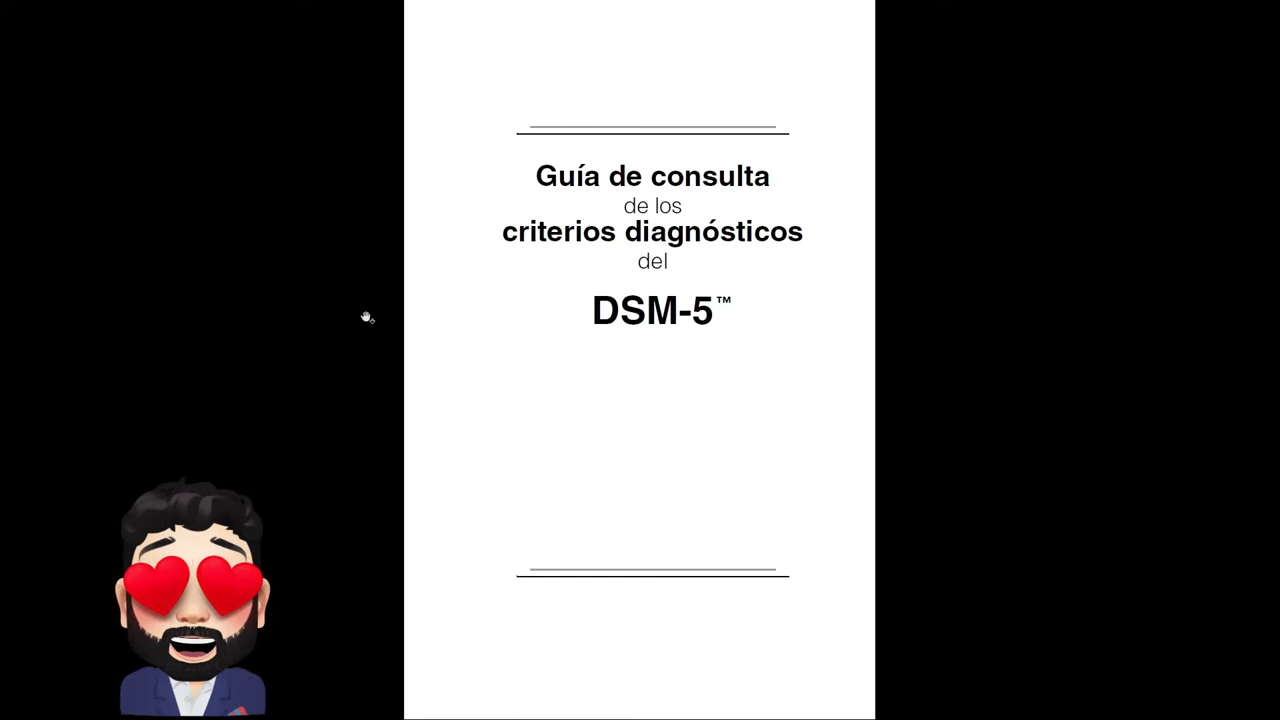 Guía de consulta
de los
criterios diagnósticos
del
DSM-5™